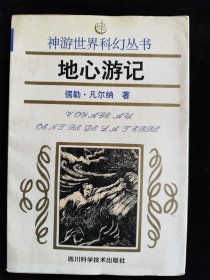 神游世界科幻丛书
地心游记
儒勒·凡尔纳 著
VOYAGE AU
CENTRE DE LA TERRE
四川科学技术出版社